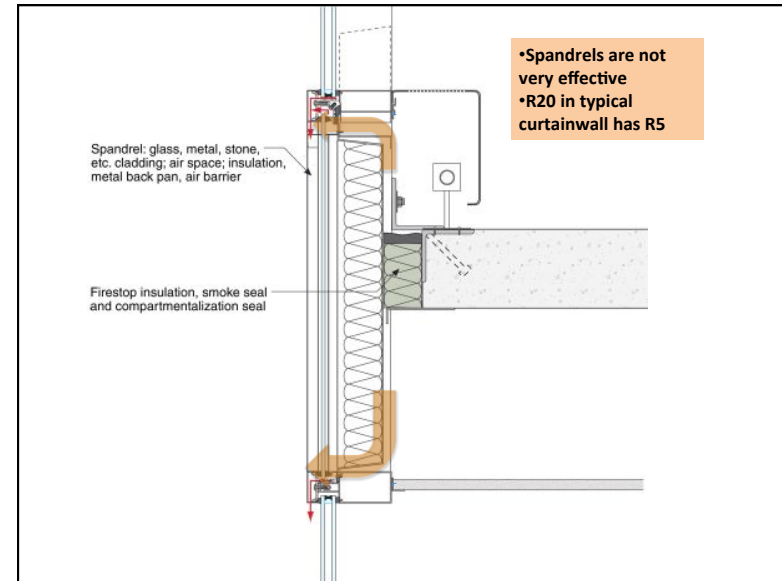 •Spandrels are not
very effective
•R20 in typical
curtainwall has R5
Spandrel: glass, metal, stone,
etc. cladding; air space; insulation,
metal back pan, air barrier
Firestop insulation, smoke seal
and compartmentalization seal